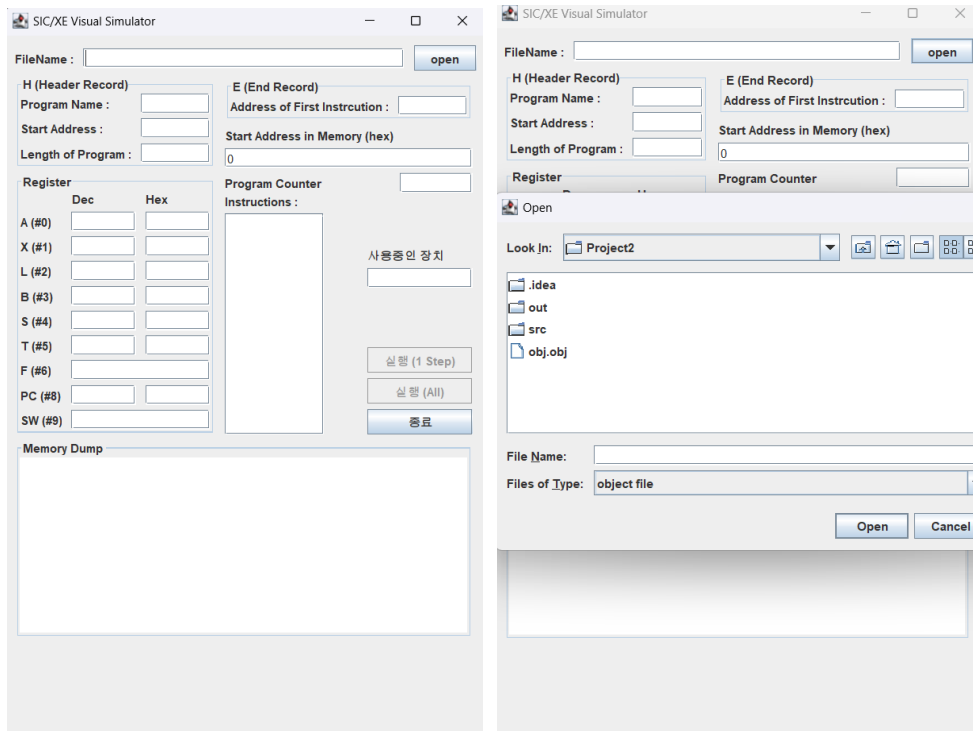 SIC/XE Visual Simulator
FileName :
open
H (Header Record)
Program Name :
Start Address :
Length of Program :
E (End Record)
Address of First Instrcution :
Start Address in Memory (hex)
0
Register
Dec Hex
A (#0)
X (#1)
L (#2)
B (#3)
S (#4)
T (#5)
F (#6)
PC (#8)
SW (#9)
Program Counter
Instructions :
사용중인 장치
실행 (1 Step)
실행 (All)
종료
Memory Dump
SIC/XE Visual Simulator
FileName :
open
H (Header Record)
Program Name :
Start Address :
Length of Program :
E (End Record)
Address of First Instrcution :
Start Address in Memory (hex)
0
Register
Program Counter
Open
Look In:
Project2
.idea
out
src
obj.obj
File Name:
Files of Type:
object file
Open
Cancel